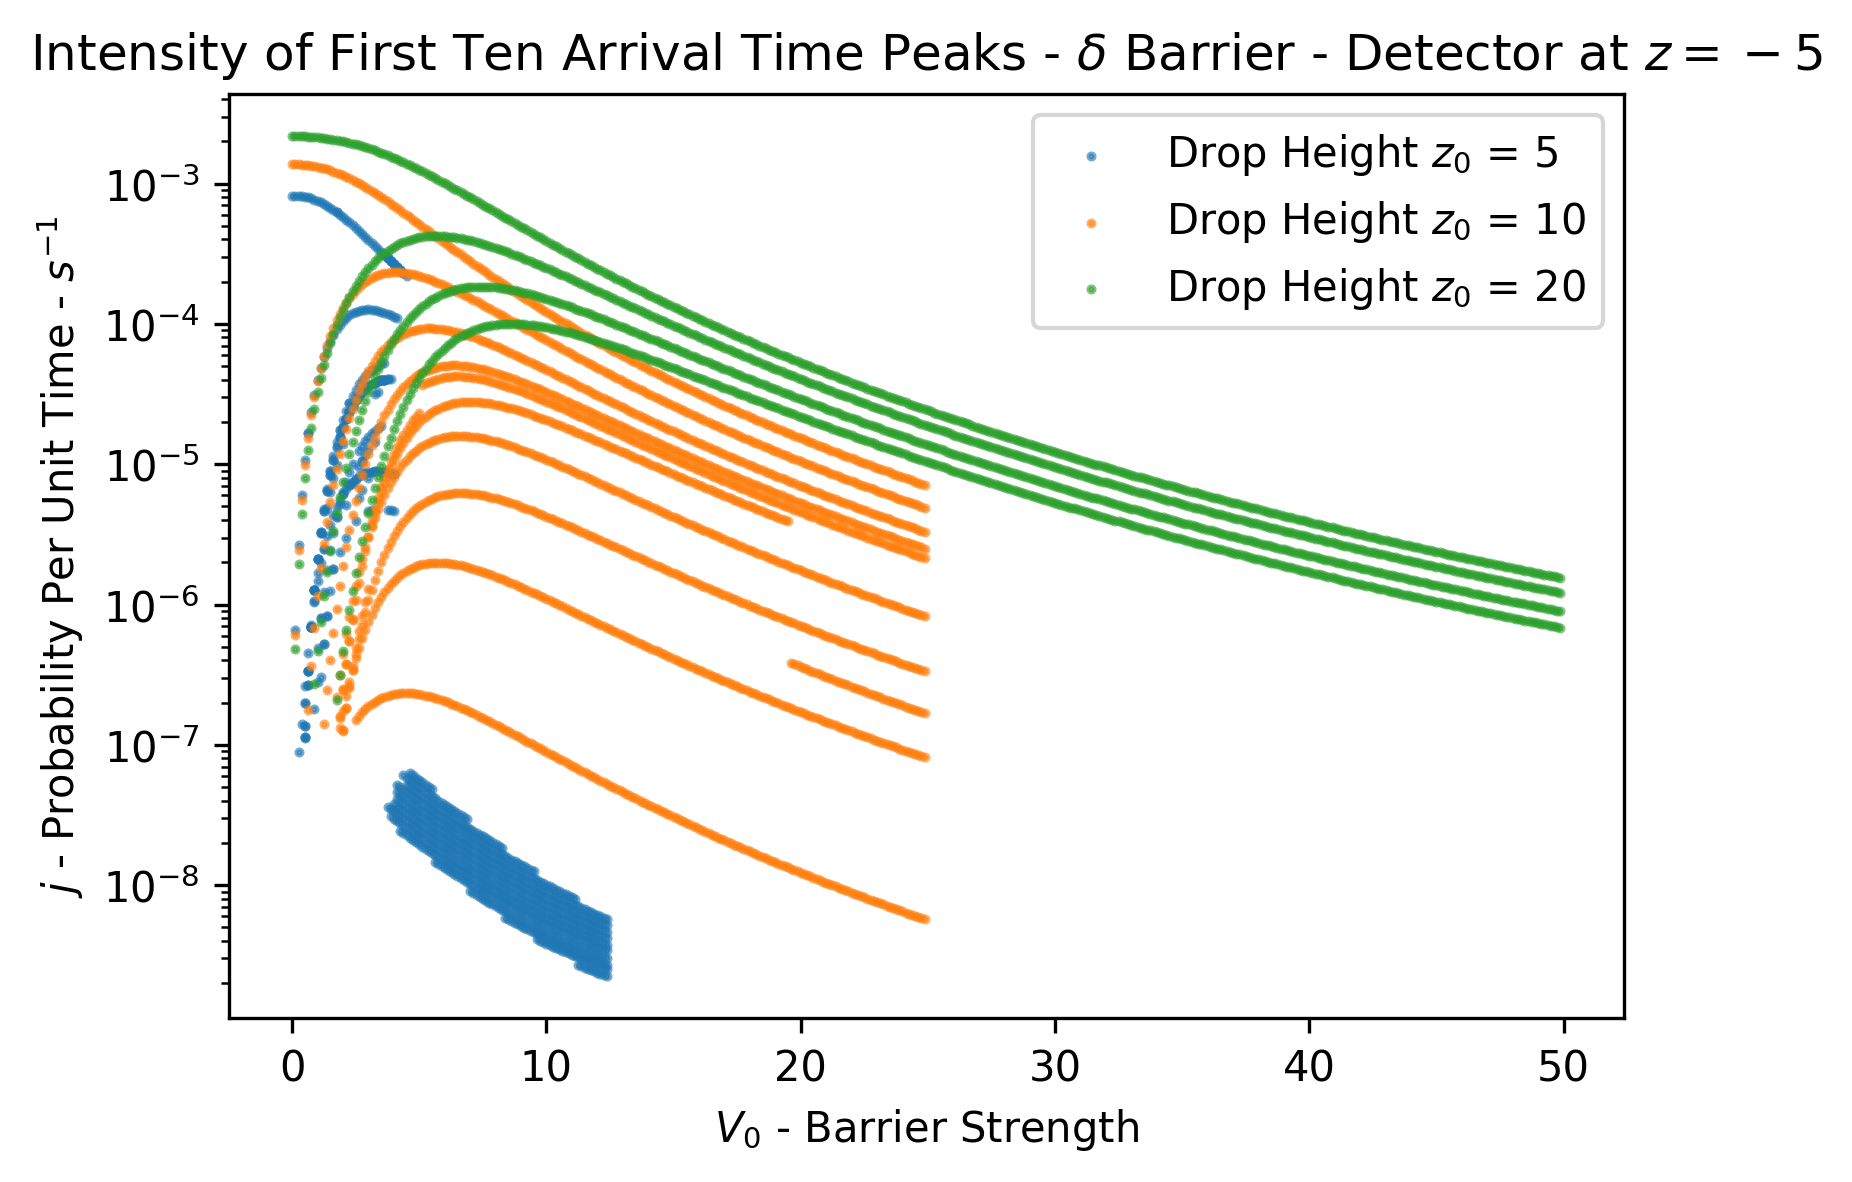 Intensity of First Ten Arrival Time Peaks - δ Barrier - Detector at z = − 5
Drop Height z₀ = 5
Drop Height z₀ = 10
Drop Height z₀ = 20
j - Probability Per Unit Time - s⁻¹
10⁻³
10⁻⁴
10⁻⁵
10⁻⁶
10⁻⁷
10⁻⁸
0 10 20 30 40 50
V₀ - Barrier Strength